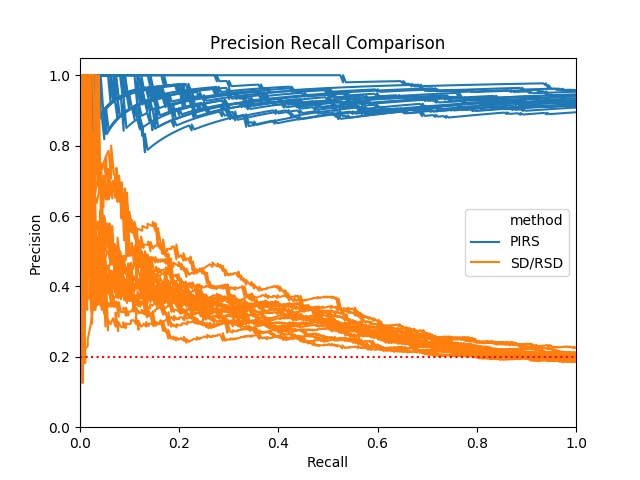 Precision Recall Comparison
1.0
0.8
0.6
0.4
0.2
0.0
Precision
method
PIRS
SD/RSD
0.0 0.2 0.4 0.6 0.8 1.0
Recall